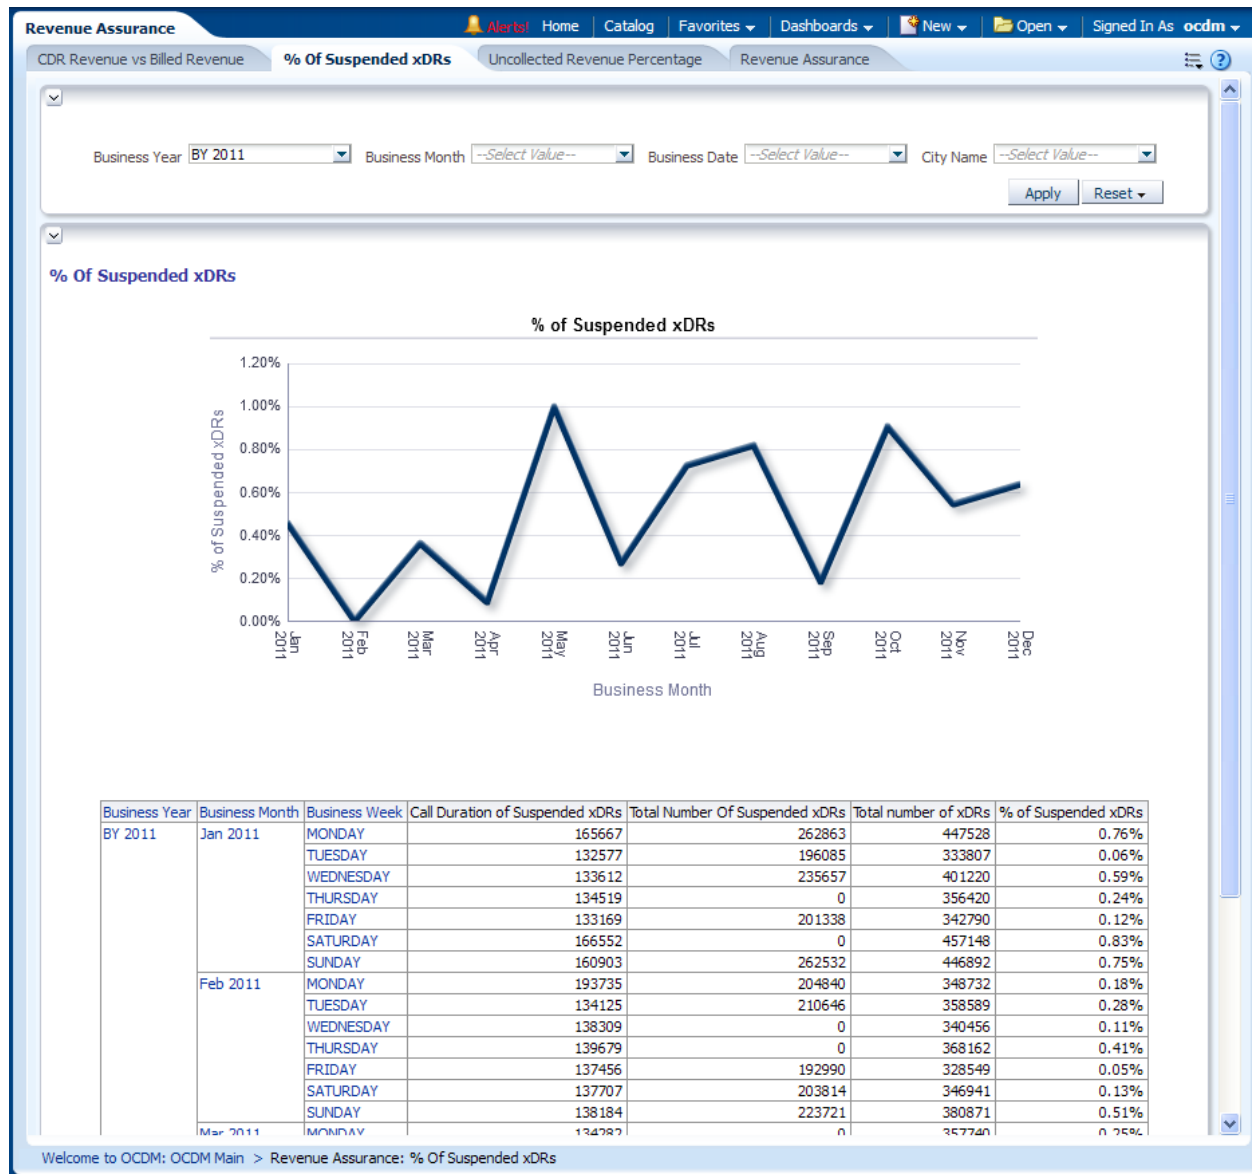 Revenue Assurance Alerts! Home Catalog Favorites Dashboards New Open Signed In As ocdm
CDR Revenue vs Billed Revenue % Of Suspended xDRs Uncollected Revenue Percentage Revenue Assurance
Business Year BY 2011 Business Month --Select Value-- Business Date --Select Value-- City Name --Select Value--
Apply Reset
% Of Suspended xDRs
% of Suspended xDRs
1.20%
1.00%
0.80%
0.60%
0.40%
0.20%
0.00%
% of Suspended xDRs
Jan 2011 Feb 2011 Mar 2011 Apr 2011 May 2011 Jun 2011 Jul 2011 Aug 2011 Sep 2011 Oct 2011 Nov 2011 Dec 2011
Business Month
Business Year Business Month Business Week Call Duration of Suspended xDRs Total Number Of Suspended xDRs Total number of xDRs % of Suspended xDRs
BY 2011 Jan 2011 MONDAY 165667 262863 447528 0.76%
TUESDAY 132577 196085 333807 0.06%
WEDNESDAY 133612 235657 401220 0.59%
THURSDAY 134519 0 356420 0.24%
FRIDAY 133169 201338 342790 0.12%
SATURDAY 166552 0 457148 0.83%
SUNDAY 160903 262532 446892 0.75%
Feb 2011 MONDAY 193735 204840 348732 0.18%
TUESDAY 134125 210646 358589 0.28%
WEDNESDAY 138309 0 340456 0.11%
THURSDAY 139679 0 368162 0.41%
FRIDAY 137456 192990 328549 0.05%
SATURDAY 137707 203814 346941 0.13%
SUNDAY 138184 223721 380871 0.51%
Mar 2011 MONDAY 134282 0 357740 0.25%
Welcome to OCDM: OCDM Main > Revenue Assurance: % Of Suspended xDRs